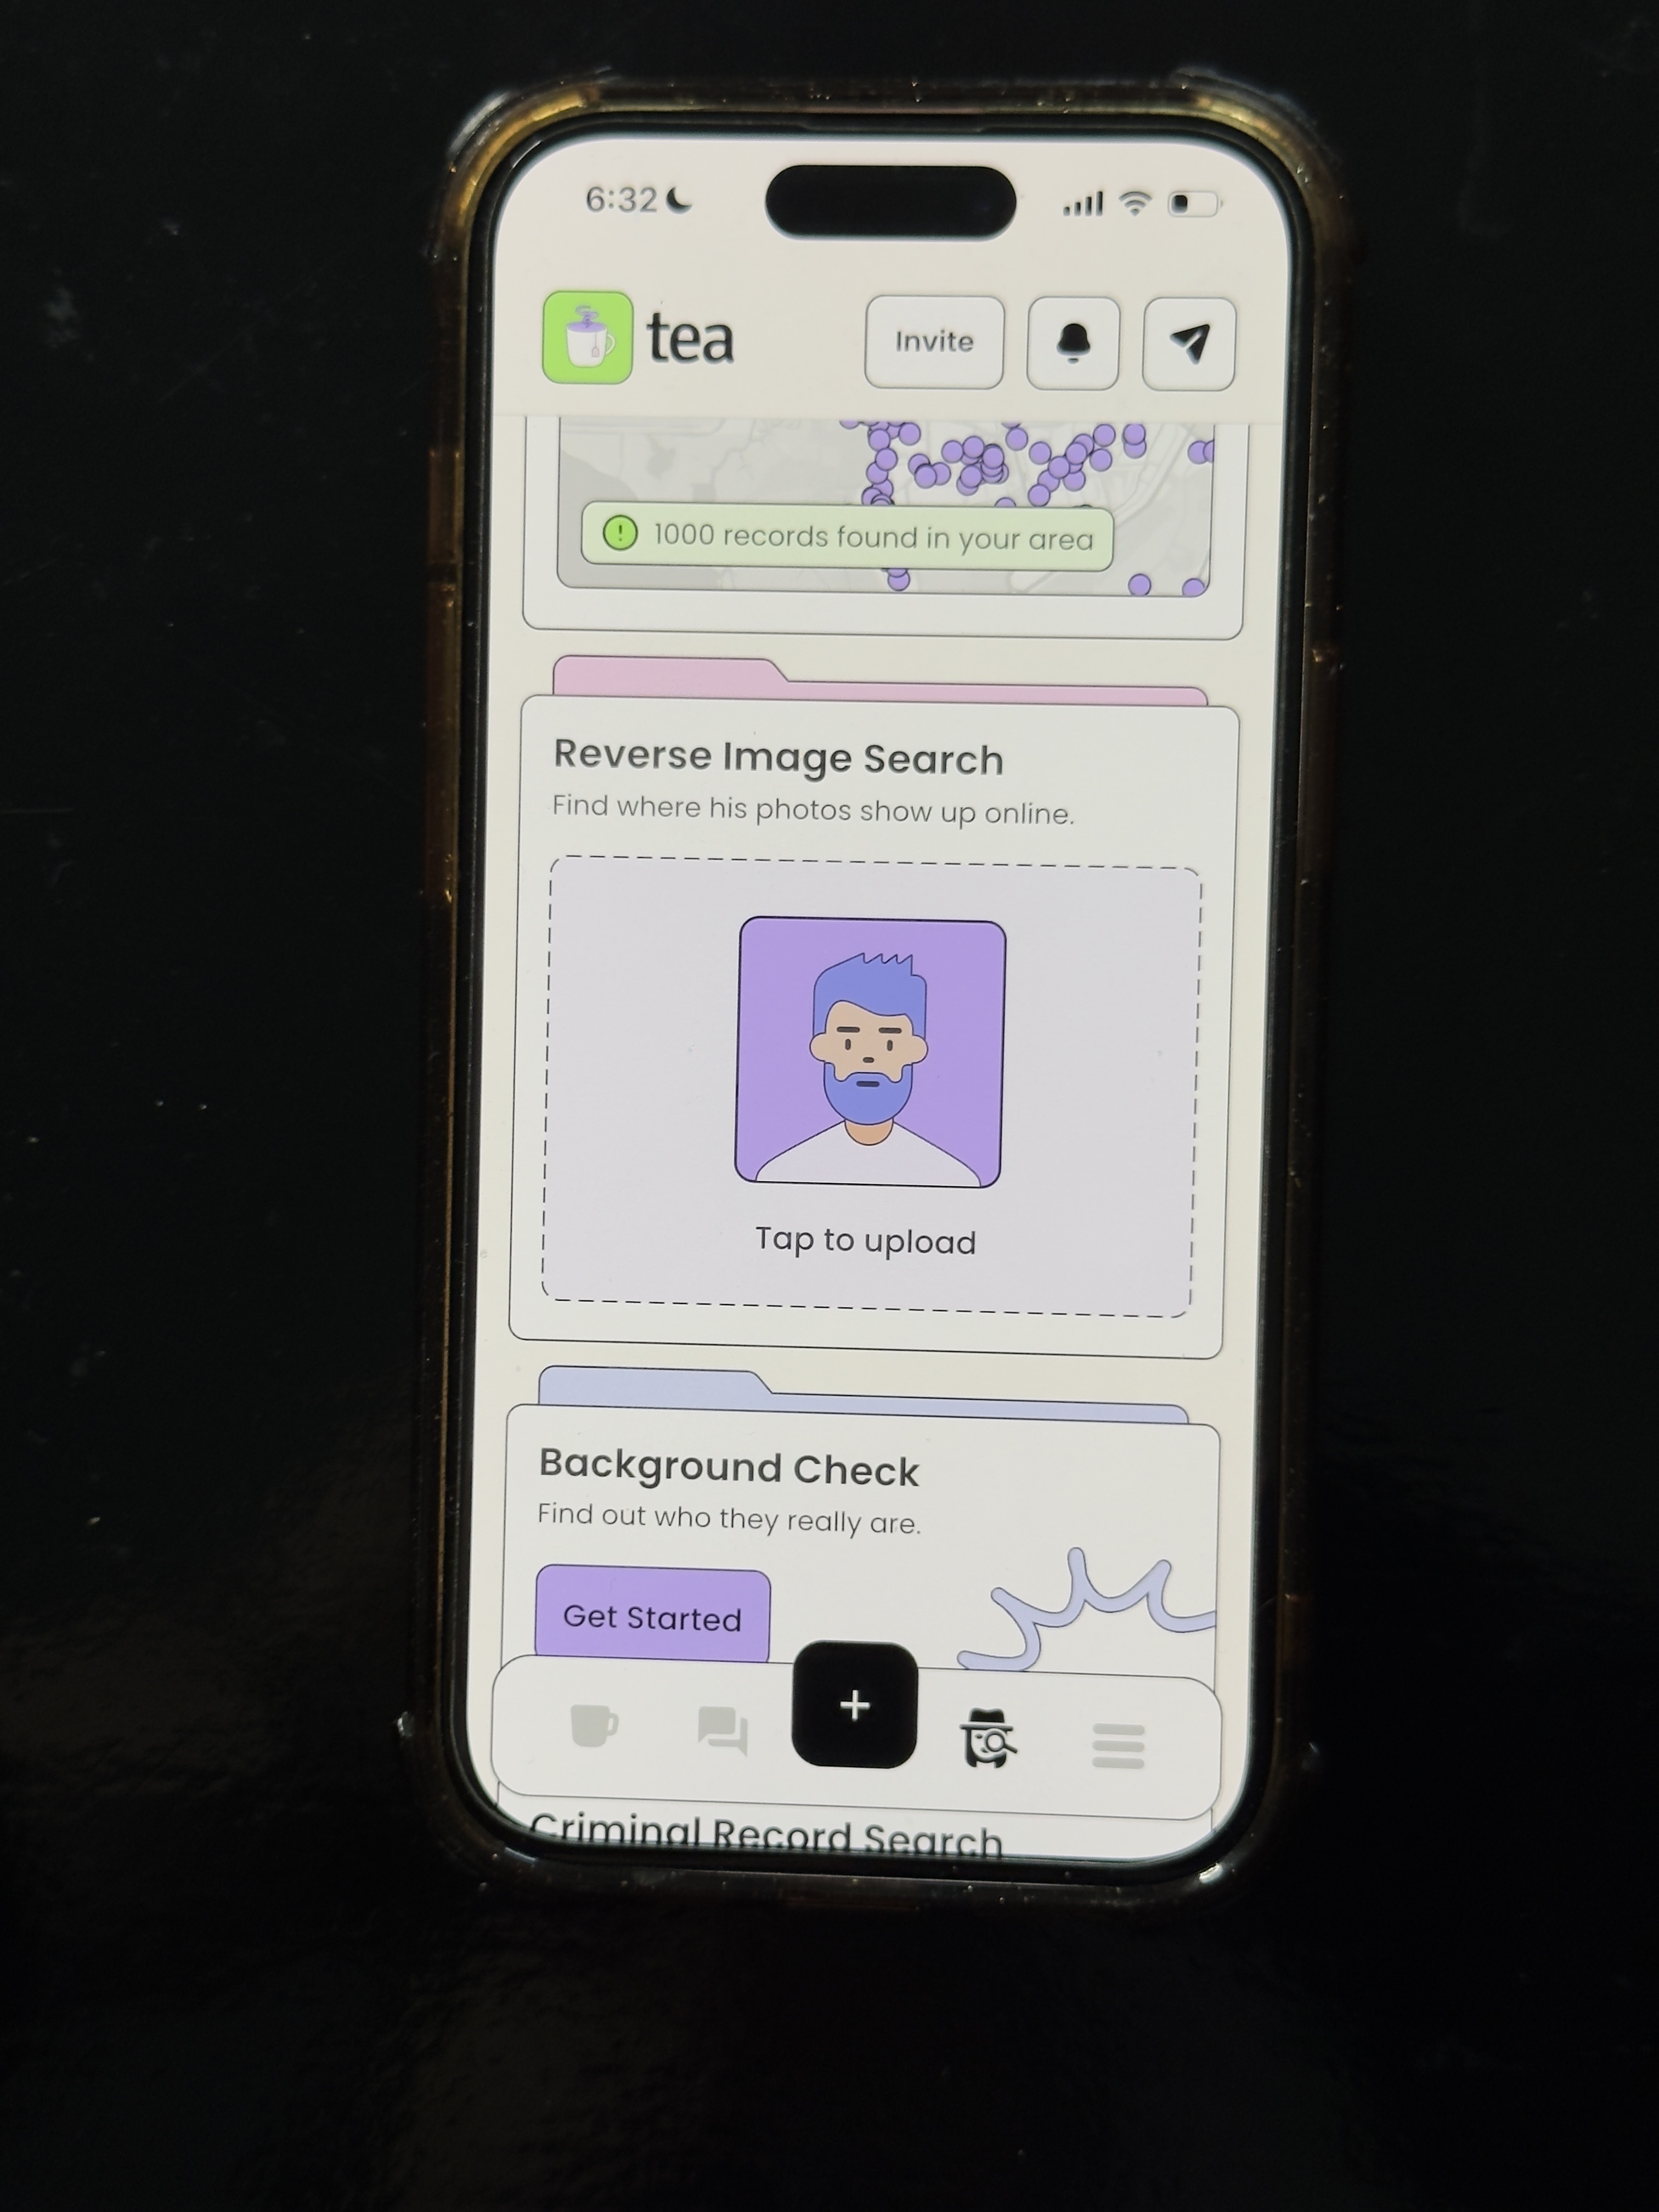 6:32
tea
Invite
1000 records found in your area
Reverse Image Search
Find where his photos show up online.
Tap to upload
Background Check
Find out who they really are.
Get Started
Criminal Record Search